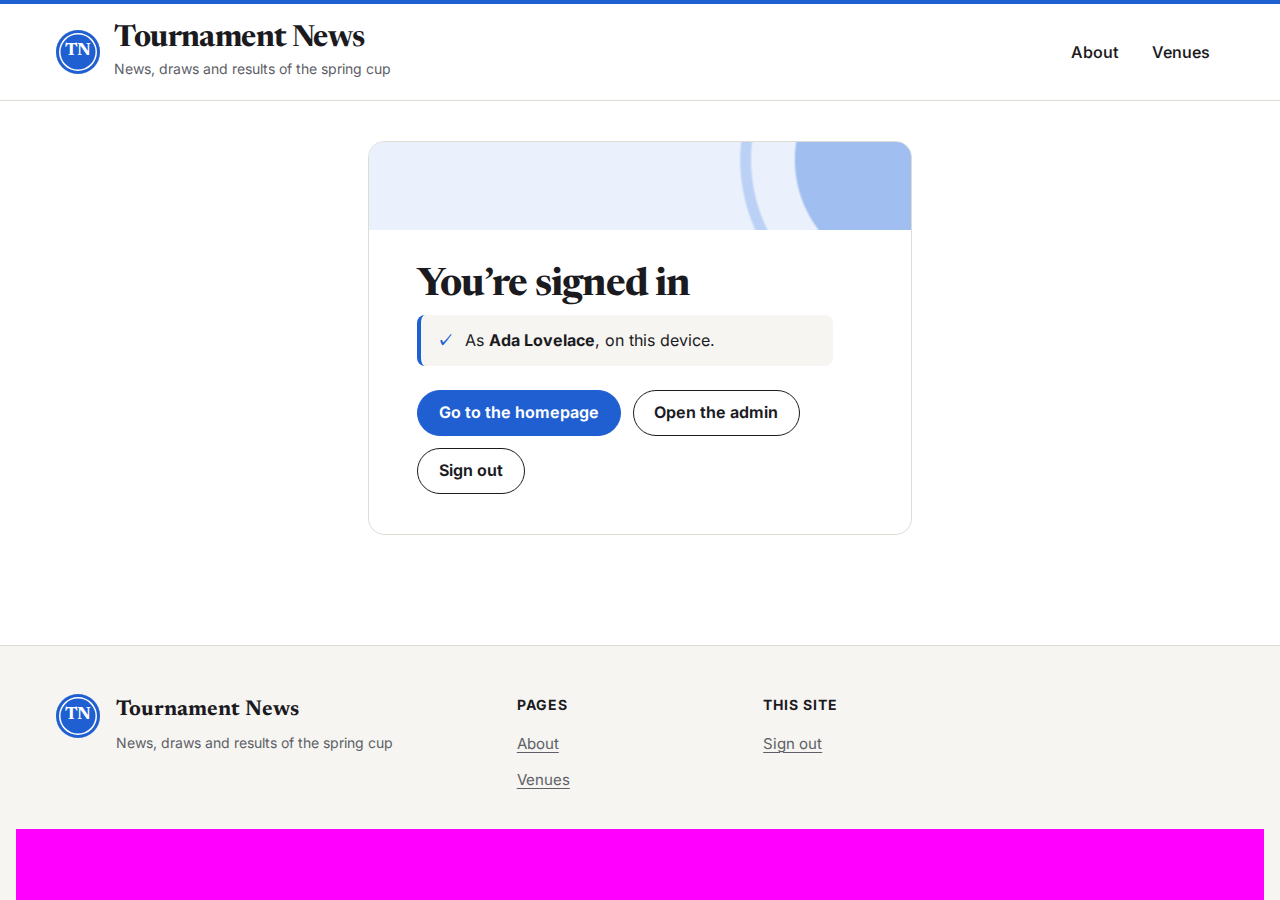 TN
Tournament News
News, draws and results of the spring cup
About
Venues
You’re signed in
✓ As Ada Lovelace, on this device.
Go to the homepage
Open the admin
Sign out
TN
Tournament News
News, draws and results of the spring cup
PAGES
About
Venues
THIS SITE
Sign out